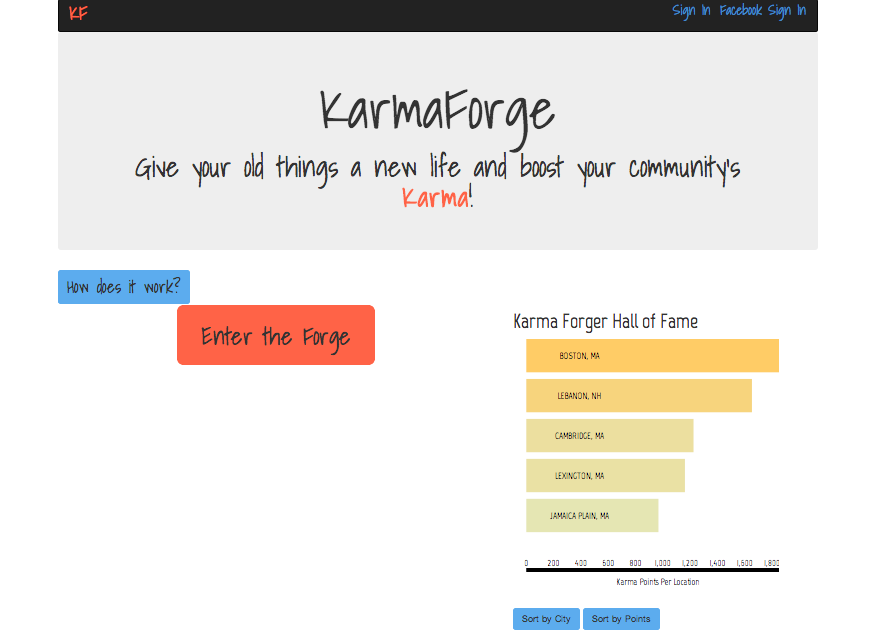 KF
Sign In Facebook Sign In
KarmaForge
Give your old things a new life and boost your community's
Karma!
How does it work?
Enter the Forge
Karma Forger Hall of Fame
BOSTON, MA
LEBANON, NH
CAMBRIDGE, MA
LEXINGTON, MA
JAMAICA PLAIN, MA
0 200 400 600 800 1,000 1,200 1,400 1,600 1,800
Karma Points Per Location
Sort by City Sort by Points